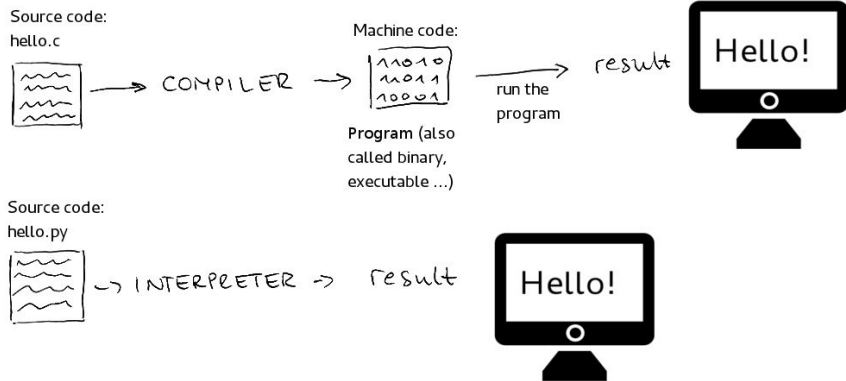 Source code:
hello.c
COMPILER
Machine code:
11010
11011
10001
Program (also
called binary,
executable ...)
run the
program
result
Hello!
Source code:
hello.py
INTERPRETER
result
Hello!